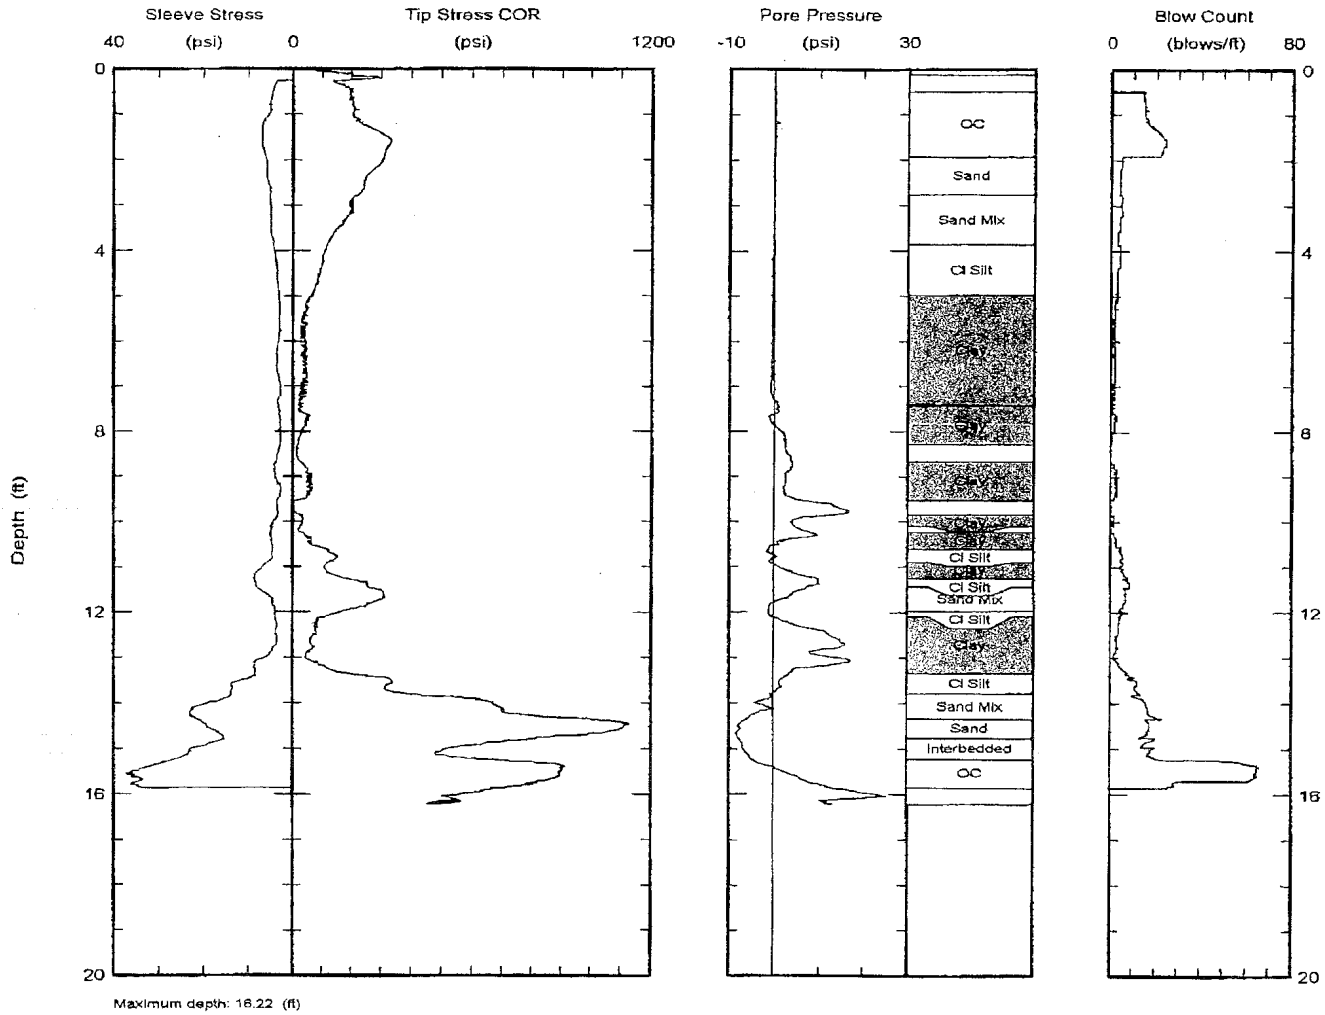 Sleeve Stress Tip Stress COR Pore Pressure Blow Count
40 (psi) 0 (psi) 1200 -10 (psi) 30 0 (blows/ft) 80
0 0
OC
Sand
Sand Mix
4 4
Cl Silt
Clay
8 Clay 8
Clay
Depth (ft)
Clay
Clay
Cl Silt
Clay
Cl Silt
Sand Mix
12 12
Cl Silt
Clay
Cl Silt
Sand Mix
Sand
Interbedded
OC
16 16
20 20
Maximum depth: 16.22 (ft)